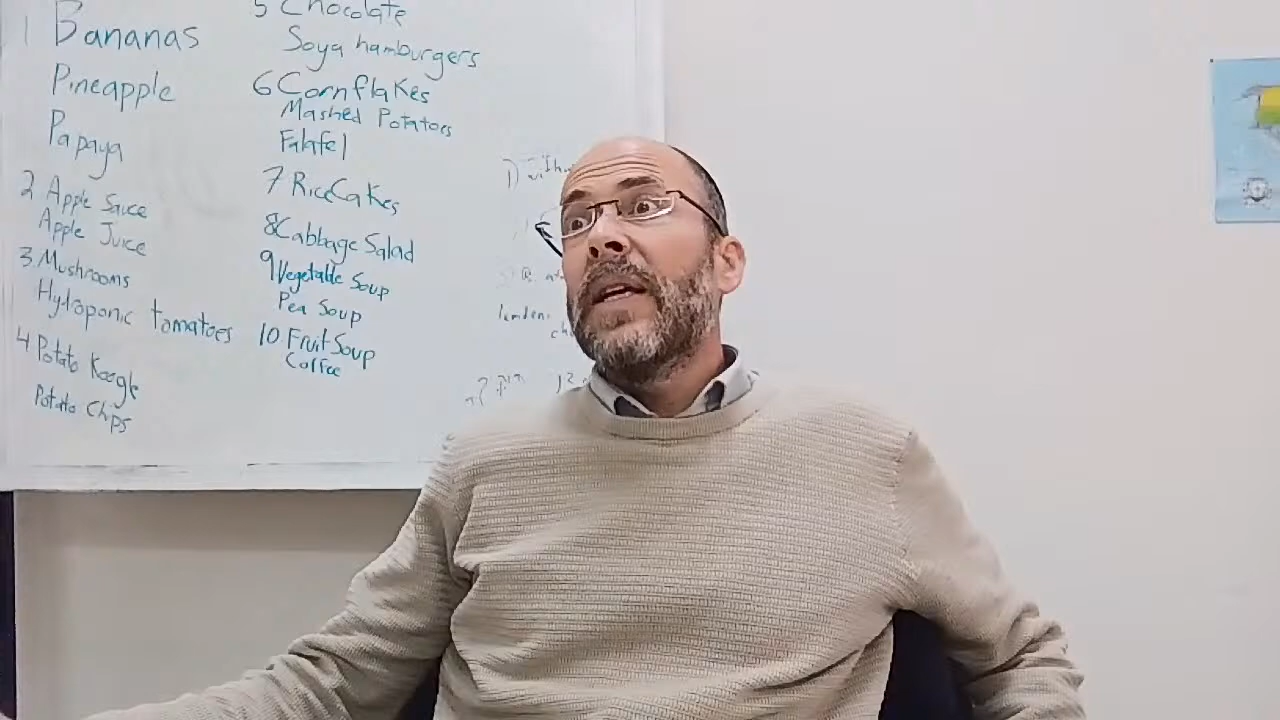 1 Bananas
Pineapple
Papaya
2 Apple Sauce
Apple Juice
3. Mushrooms
Hydroponic tomatoes
4 Potato Koogle
Potato Chips
5 Chocolate
Soya hamburgers
6 Cornflakes
Mashed Potatoes
Falafel
7 RiceCakes
8 Cabbage Salad
9 Vegetable Soup
Pea Soup
10 Fruit Soup
Coffee
1)